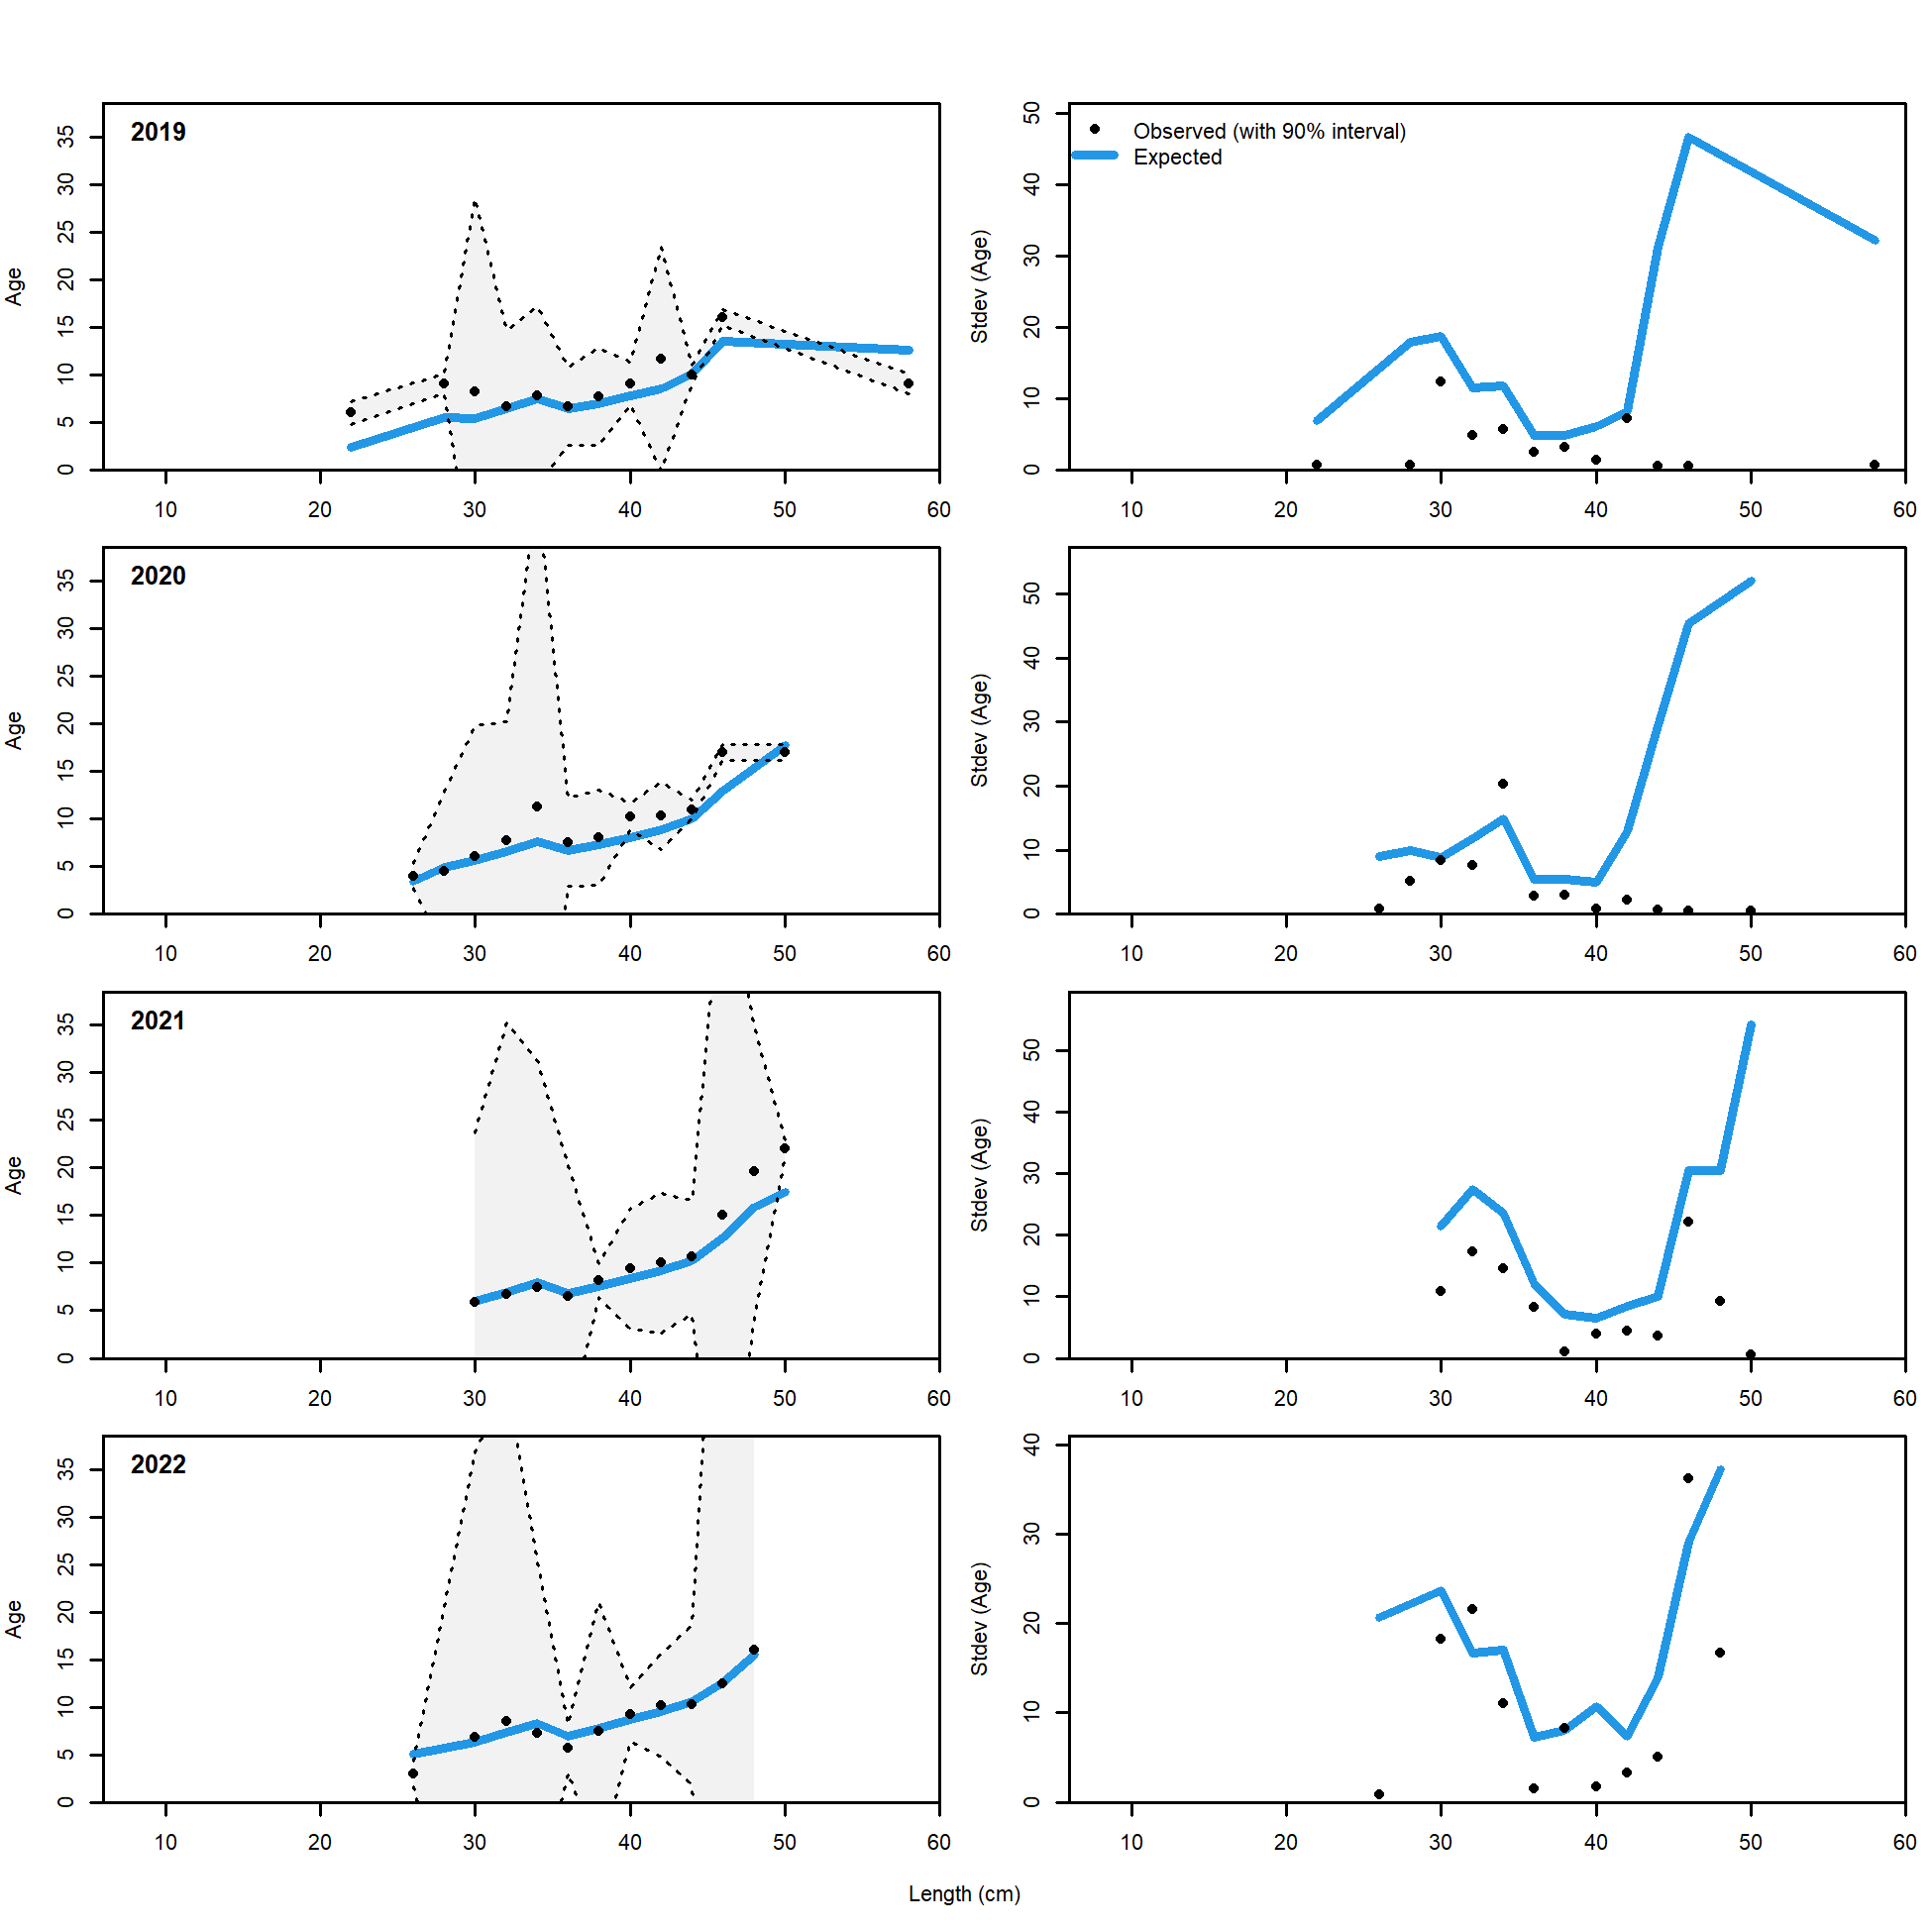 2019
Age
0 5 10 15 20 25 30 35
10 20 30 40 50 60
Observed (with 90% interval)
Expected
Stdev (Age)
0 10 20 30 40 50
10 20 30 40 50 60
2020
Age
0 5 10 15 20 25 30 35
10 20 30 40 50 60
Stdev (Age)
0 10 20 30 40 50
10 20 30 40 50 60
2021
Age
0 5 10 15 20 25 30 35
10 20 30 40 50 60
Stdev (Age)
0 10 20 30 40 50
10 20 30 40 50 60
2022
Age
0 5 10 15 20 25 30 35
10 20 30 40 50 60
Stdev (Age)
0 10 20 30 40
10 20 30 40 50 60
Length (cm)